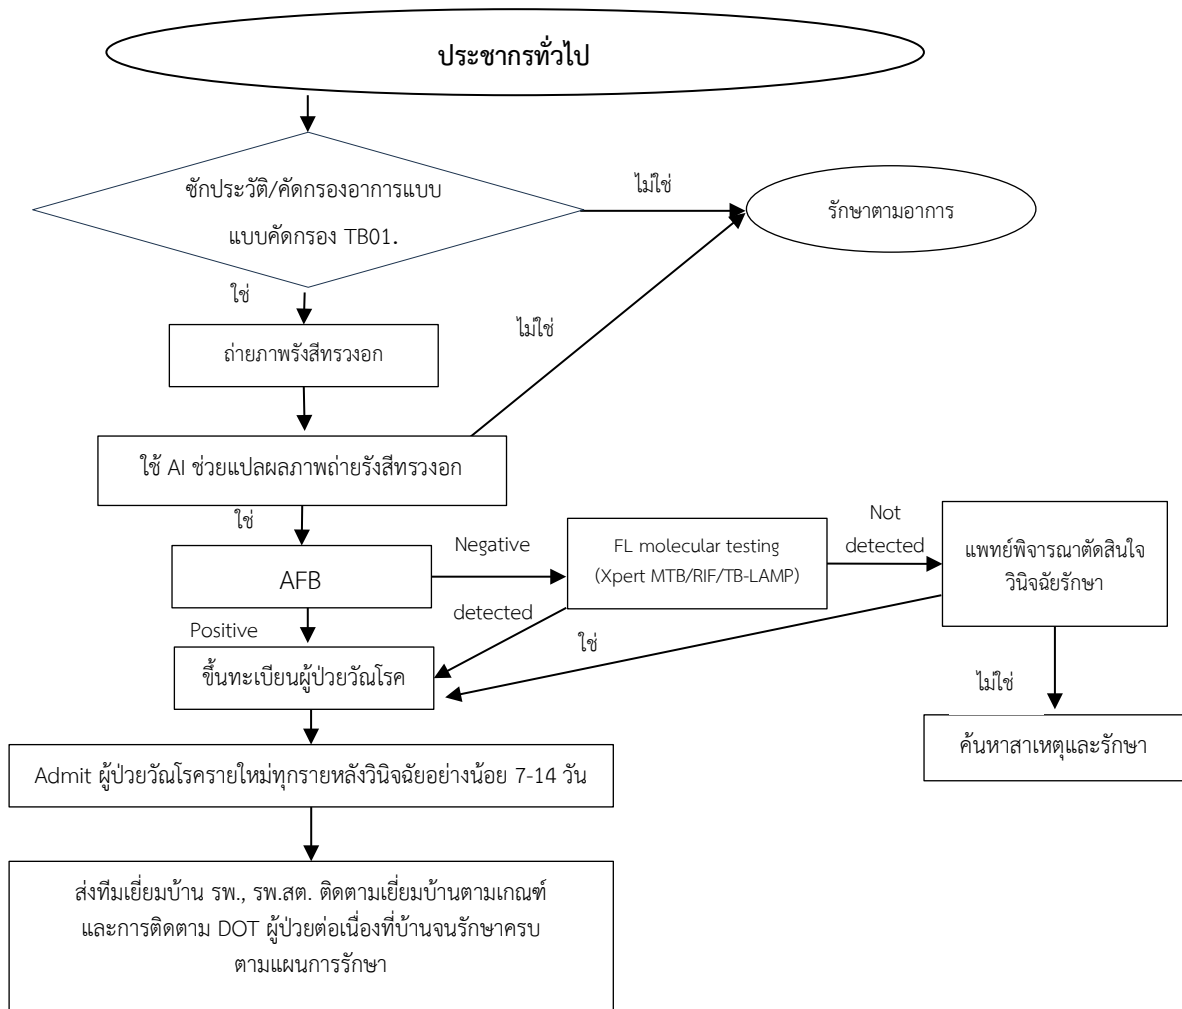 ประชากรทั่วไป
ซักประวัติ/คัดกรองอาการแบบ
แบบคัดกรอง TB01.
ไม่ใช่
รักษาตามอาการ
ใช่
ถ่ายภาพรังสีทรวงอก
ไม่ใช่
ใช้ AI ช่วยแปลผลภาพถ่ายรังสีทรวงอก
ใช่
AFB
Negative
FL molecular testing
(Xpert MTB/RIF/TB-LAMP)
Not
detected
แพทย์พิจารณาตัดสินใจ
วินิจฉัยรักษา
Positive
detected
ใช่
ขึ้นทะเบียนผู้ป่วยวัณโรค
ไม่ใช่
ค้นหาสาเหตุและรักษา
Admit ผู้ป่วยวัณโรครายใหม่ทุกรายหลังวินิจฉัยอย่างน้อย 7-14 วัน
ส่งทีมเยี่ยมบ้าน รพ., รพ.สต. ติดตามเยี่ยมบ้านตามเกณฑ์
และการติดตาม DOT ผู้ป่วยต่อเนื่องที่บ้านจนรักษาครบ
ตามแผนการรักษา